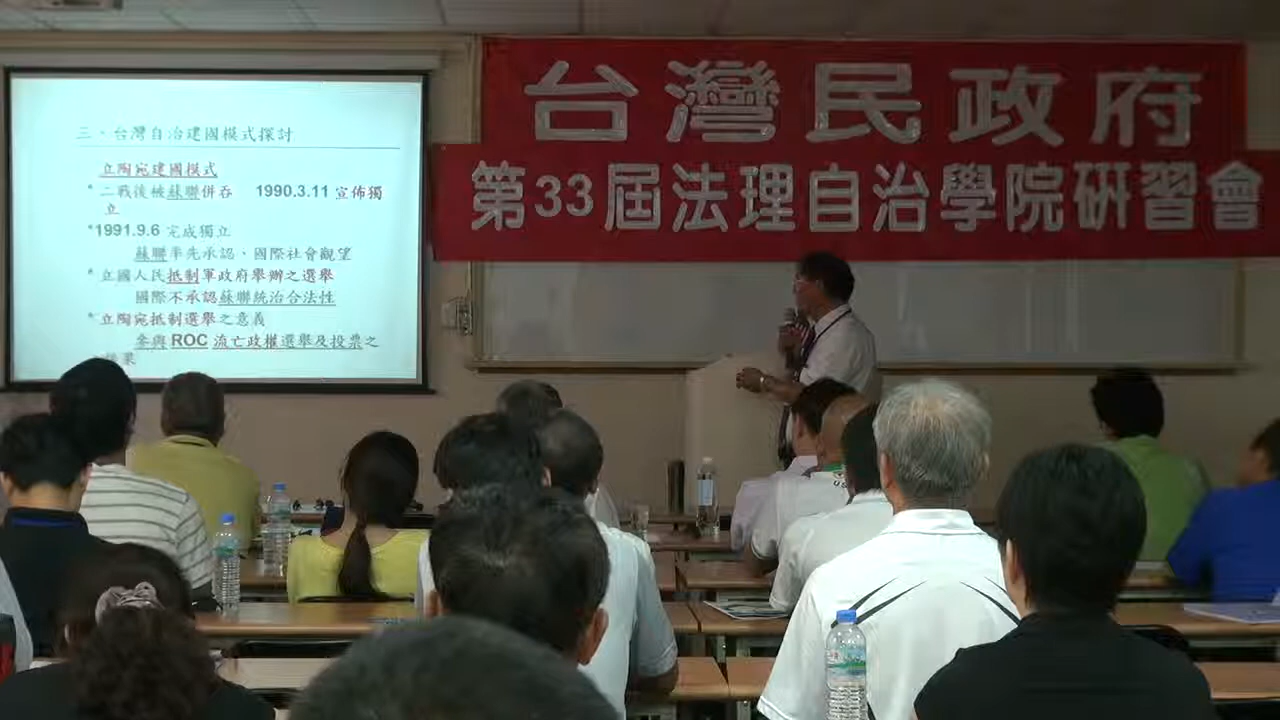 台灣民政府
第33屆法理自治學院研習會
三、台灣自治建國模式探討
立陶宛建國模式
* 二戰後被蘇聯併吞 1990.3.11 宣佈獨
立
*1991.9.6 完成獨立
蘇聯率先承認、國際社會觀望
* 立國人民抵制軍政府舉辦之選舉
國際不承認蘇聯統治合法性
* 立陶宛抵制選舉之意義
參與 ROC 流亡政權選舉及投票之
果